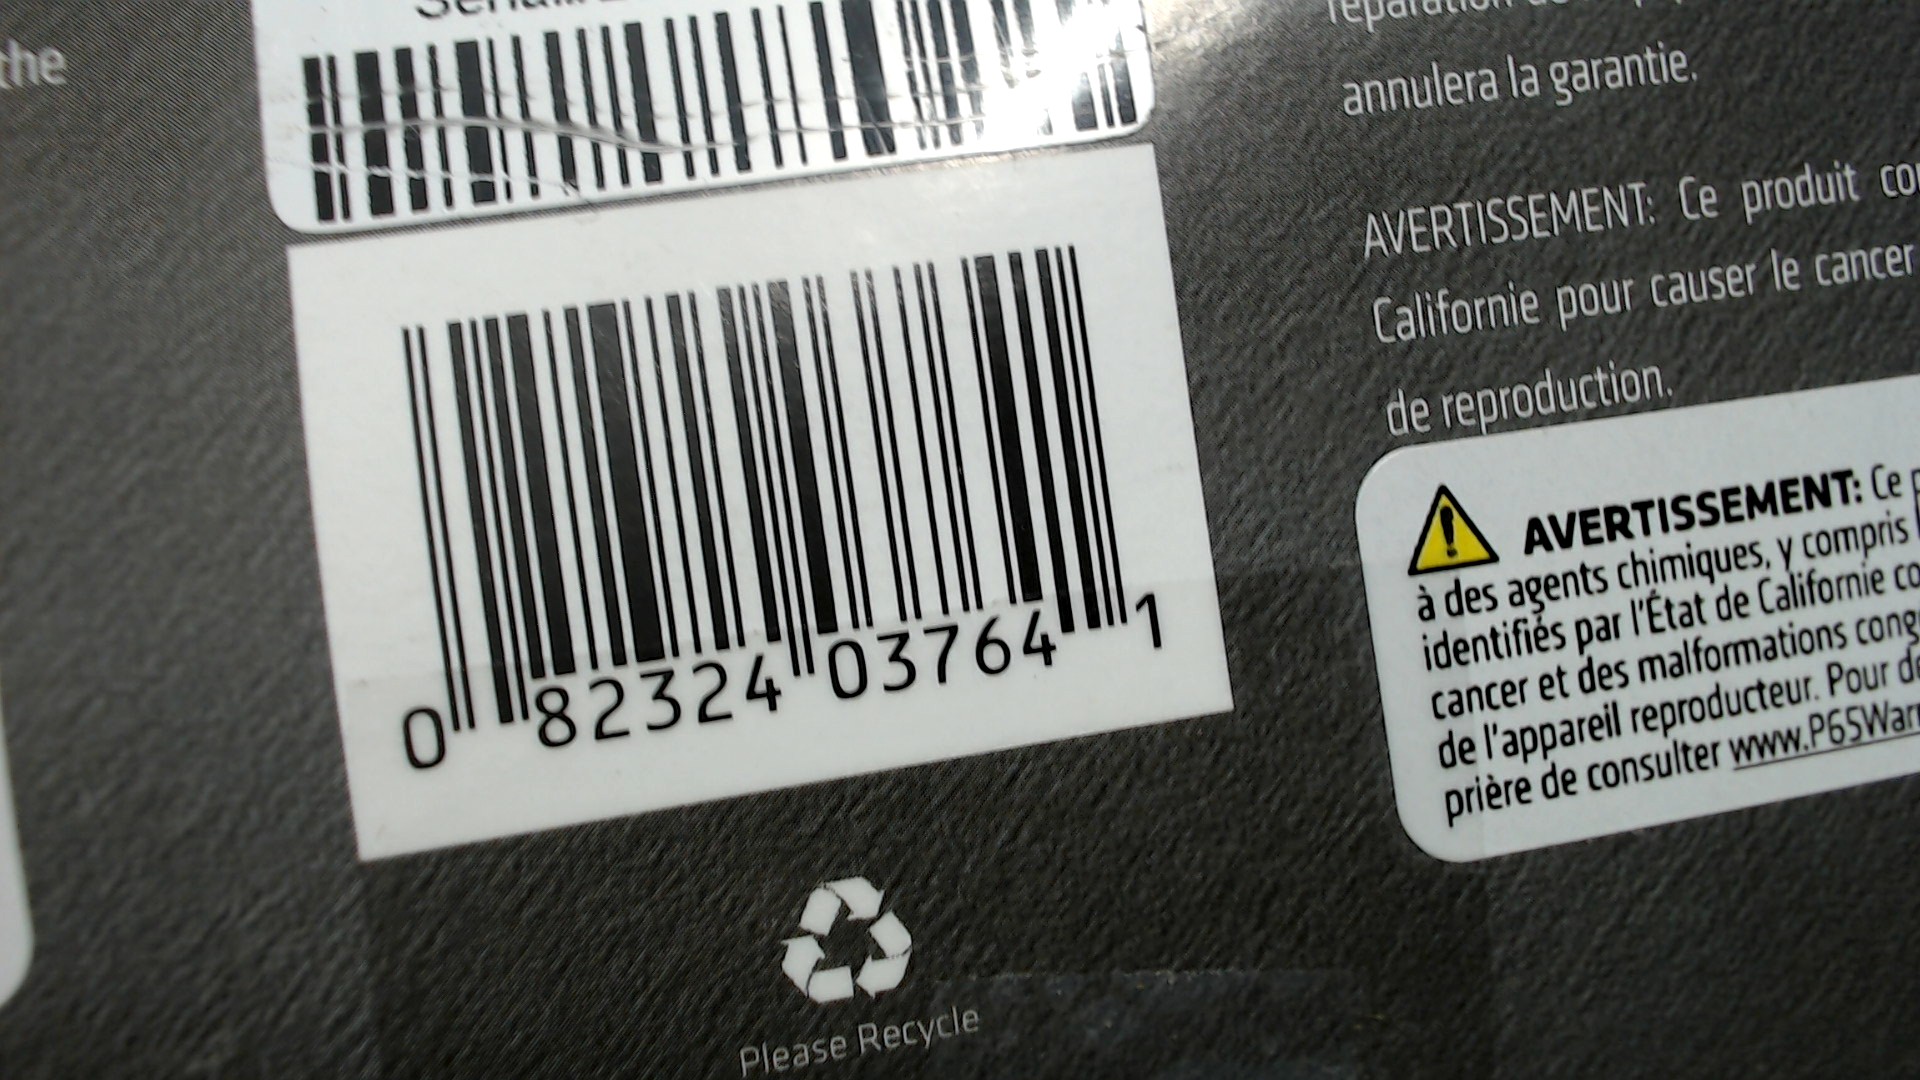 the
annulera la garantie.
AVERTISSEMENT: Ce produit
Californie pour causer le cancer
de reproduction.
0 82324 03764 1
AVERTISSEMENT: Ce
à des agents chimiques, y compris
identifiés par l'État de Californie
cancer et des malformations
de l'appareil reproducteur. Pour
prière de consulter www.P65War
Please Recycle